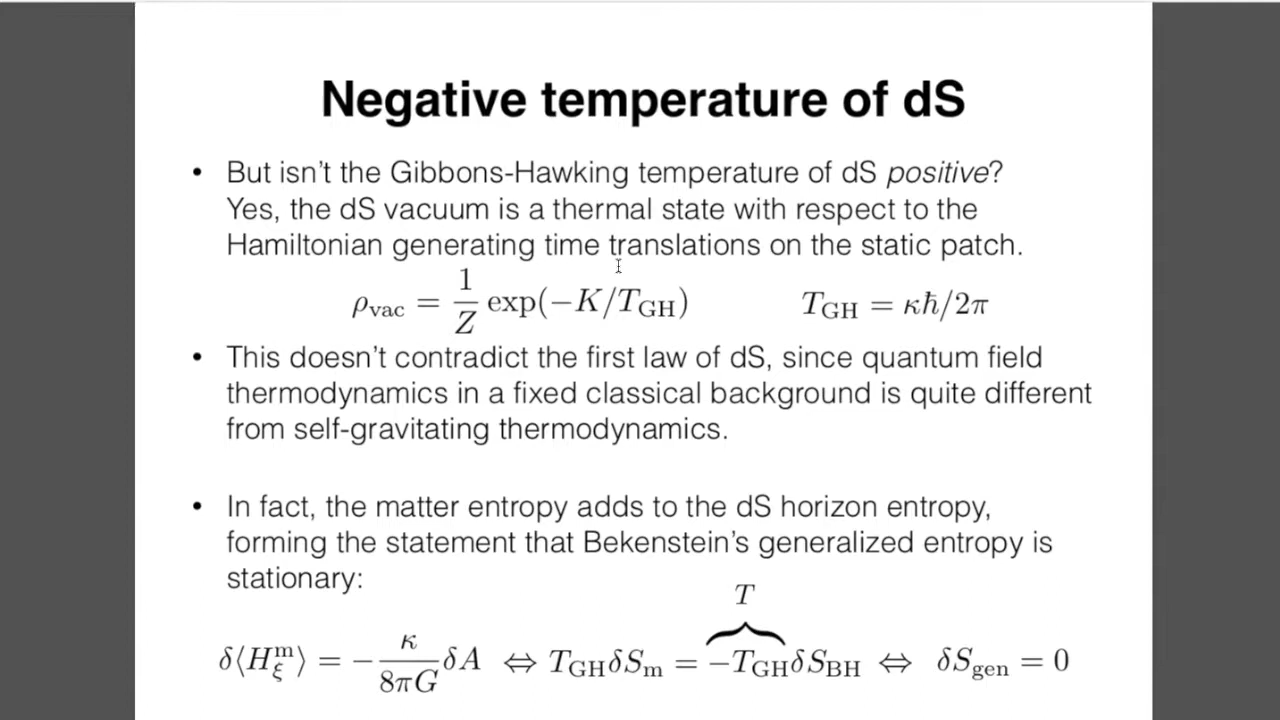 Negative temperature of dS
• But isn't the Gibbons-Hawking temperature of dS positive?
Yes, the dS vacuum is a thermal state with respect to the
Hamiltonian generating time translations on the static patch.
ρ_vac = 1/Z exp(−K/T_GH)    T_GH = κℏ/2π
• This doesn't contradict the first law of dS, since quantum field
thermodynamics in a fixed classical background is quite different
from self-gravitating thermodynamics.
• In fact, the matter entropy adds to the dS horizon entropy,
forming the statement that Bekenstein's generalized entropy is
stationary:
T
δ⟨H_ξ^m⟩ = −κ/8πG δA ⇔ T_GH δS_m = −T_GH δS_BH ⇔ δS_gen = 0